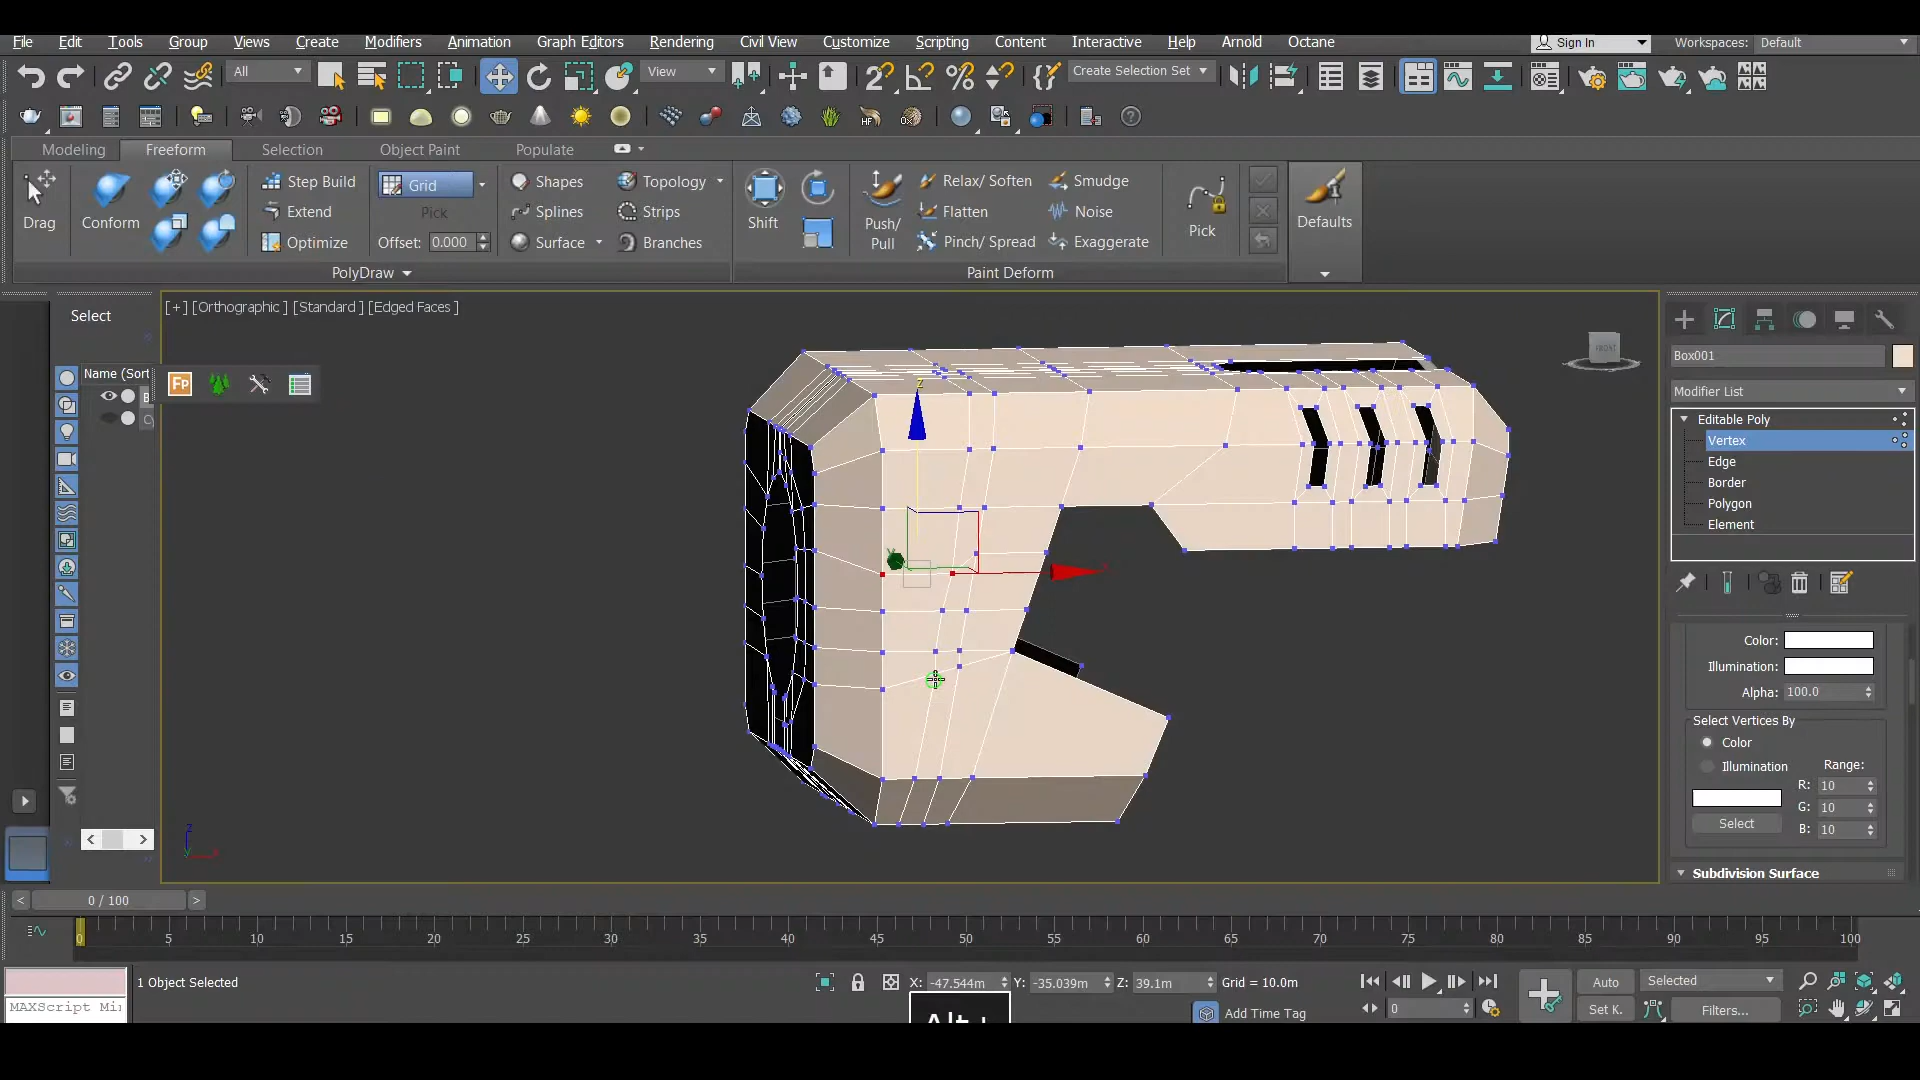 File Edit Tools Group Views Create Modifiers Animation Graph Editors Rendering Civil View Customize Scripting Content Interactive Help Arnold Octane Sign In Workspaces: Default
All View Create Selection Set
Modeling Freeform Selection Object Paint Populate
Drag Conform Step Build Grid Shapes Topology Shift Relax/Soften Smudge
Extend Pick Splines Strips Push/ Pull Flatten Noise Pick Defaults
Optimize Offset: 0.000 Surface Branches Pinch/Spread Exaggerate
PolyDraw Paint Deform
Select
[+] [Orthographic ] [Standard ] [Edged Faces ]
Name (Sort
FRONT
Box001
Modifier List
Editable Poly
Vertex
Edge
Border
Polygon
Element
Color:
Illumination:
Alpha: 100.0
Select Vertices By
Color
Illumination Range:
R: 10
G: 10
Select B: 10
Subdivision Surface
z
x
0 / 100
0 5 10 15 20 25 30 35 40 45 50 55 60 65 70 75 80 85 90 95 100
1 Object Selected X: -47.544m Y: -35.039m Z: 39.1m Grid = 10.0m Auto Selected
MAXScript Mi Add Time Tag 0 Set K. Filters...